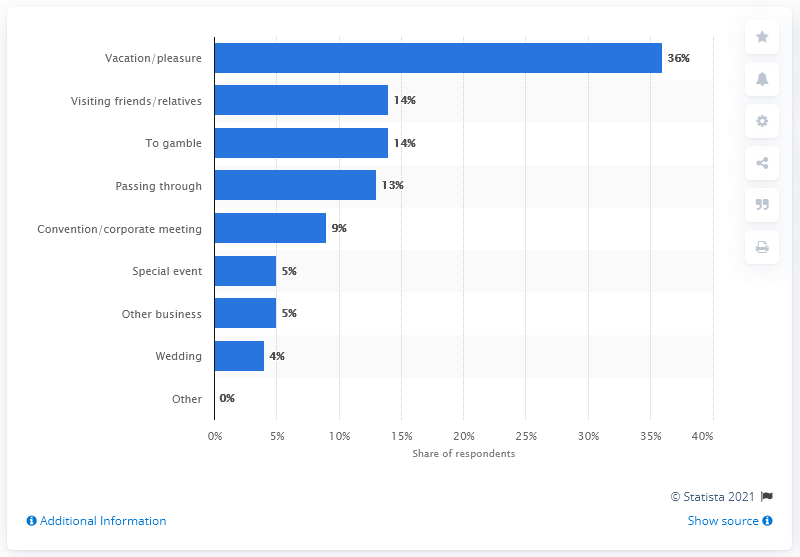 Vacation/pleasure 36%
Visiting friends/relatives 14%
To gamble 14%
Passing through 13%
Convention/corporate meeting 9%
Special event 5%
Other business 5%
Wedding 4%
Other 0%
0% 5% 10% 15% 20% 25% 30% 35% 40%
Share of respondents
© Statista 2021
Additional Information Show source